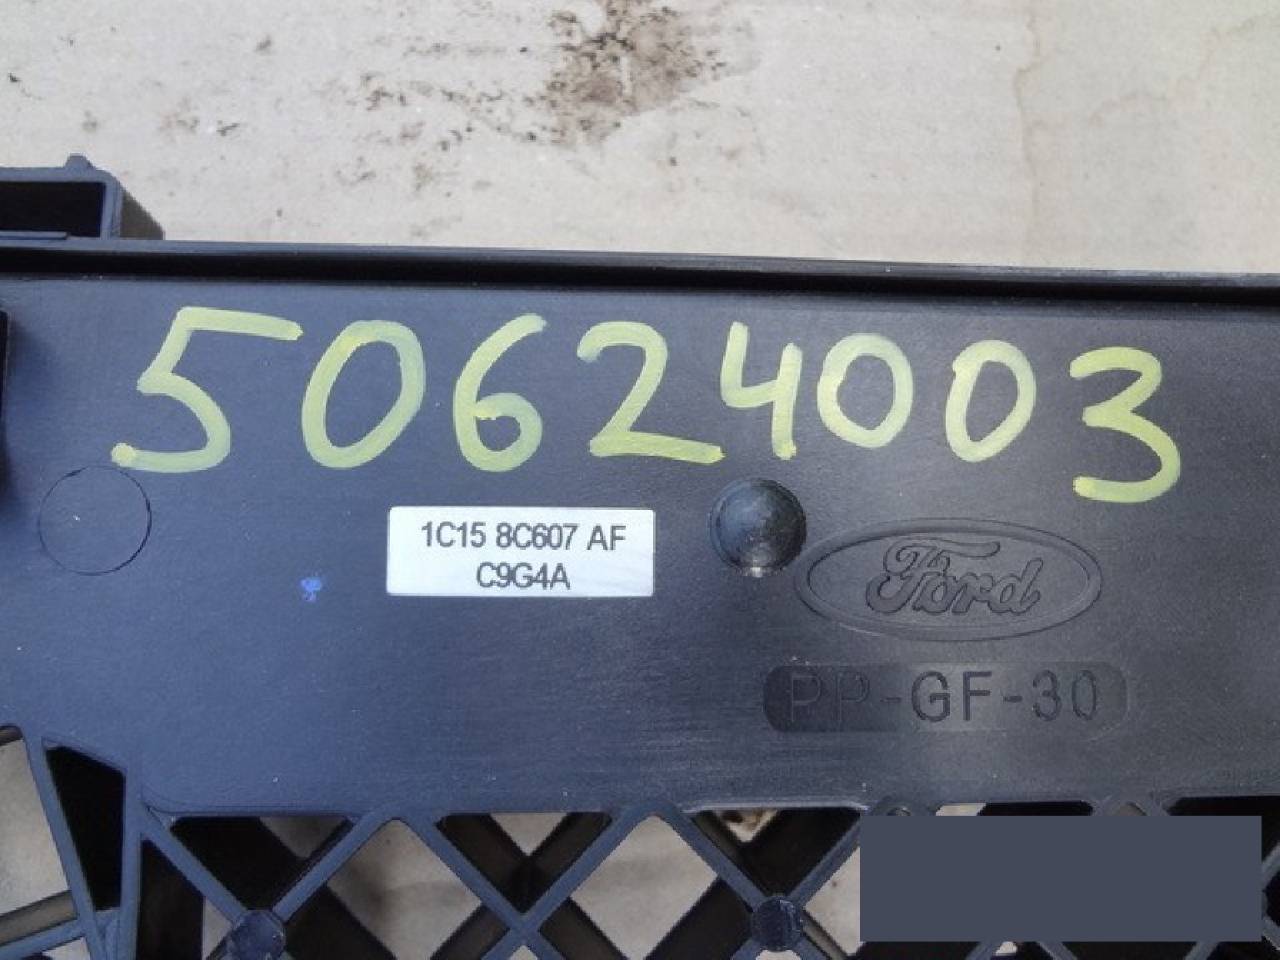 50624003
1C15 8C607 AF
C9G4A
Ford
PP-GF-30